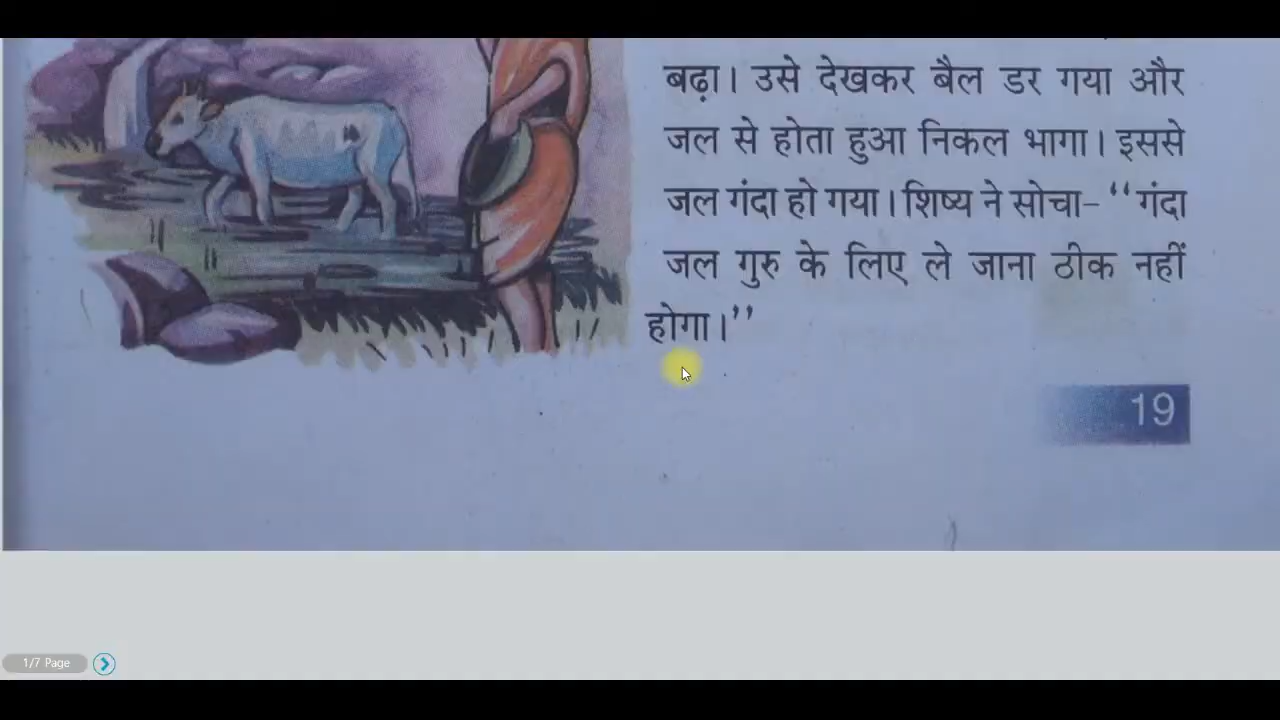 बढ़ा। उसे देखकर बैल डर गया और
जल से होता हुआ निकल भागा। इससे
जल गंदा हो गया। शिष्य ने सोचा- “गंदा
जल गुरु के लिए ले जाना ठीक नहीं
होगा।”
19
1/7 Page